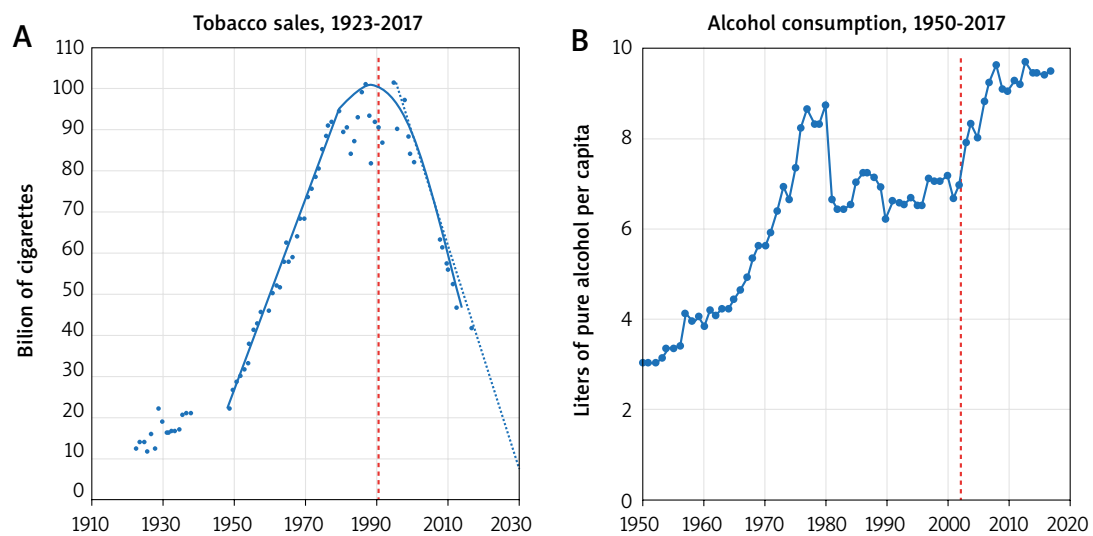 A
Tobacco sales, 1923-2017
Bilion of cigarettes
110
100
90
80
70
60
50
40
30
20
10
0
1910 1930 1950 1970 1990 2010 2030
B
Alcohol consumption, 1950-2017
Liters of pure alcohol per capita
10
8
6
4
2
0
1950 1960 1970 1980 1990 2000 2010 2020